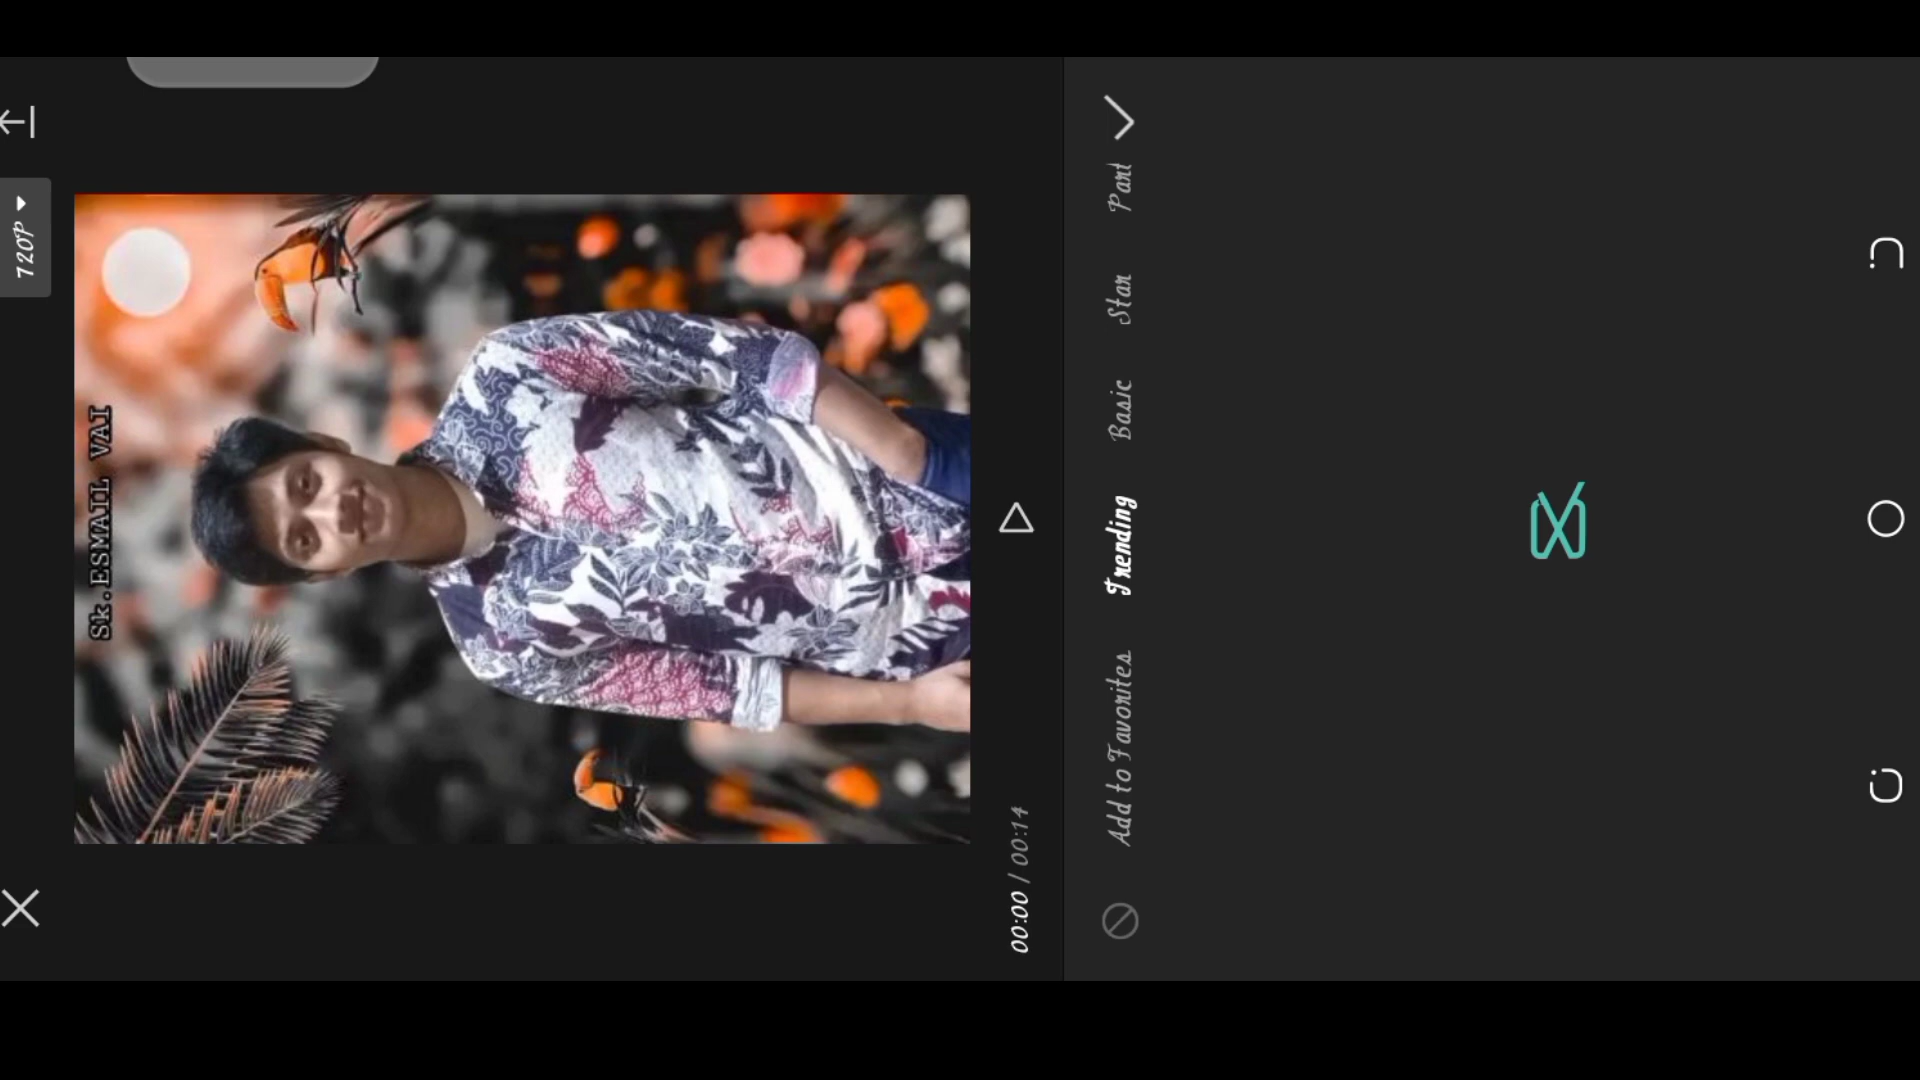 720P
Sk.ESMAIL VAI
00:00 / 00:14
Add to Favorites
Trending
Basic
Star
Part